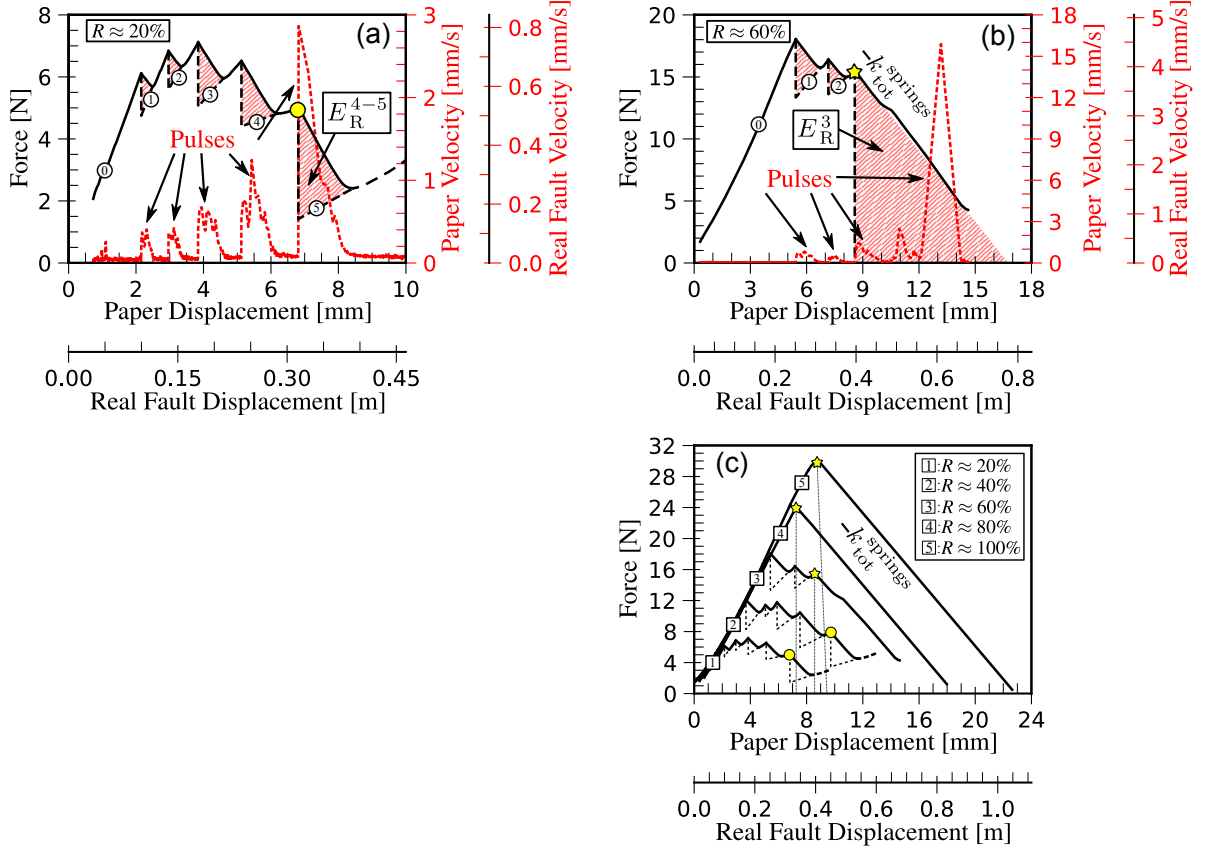 (a)
R ≈ 20%
Force [N]
8
6
4
2
0
0
1
2
3
4
5
Pulses
E_R^{4−5}
3
2
1
0
Paper Velocity [mm/s]
0.8
0.6
0.4
0.2
0.0
Real Fault Velocity [mm/s]
0 2 4 6 8 10
Paper Displacement [mm]
0.00 0.15 0.30 0.45
Real Fault Displacement [m]
(b)
R ≈ 60%
Force [N]
20
15
10
5
0
0
1
2
−k_{tot}^{springs}
E_R^3
Pulses
18
15
12
9
6
3
0
Paper Velocity [mm/s]
5
4
3
2
1
0
Real Fault Velocity [mm/s]
0 3 6 9 12 15 18
Paper Displacement [mm]
0.0 0.2 0.4 0.6 0.8
Real Fault Displacement [m]
(c)
Force [N]
32
28
24
20
16
12
8
4
0
5
4
3
2
1
1:R ≈ 20%
2:R ≈ 40%
3:R ≈ 60%
4:R ≈ 80%
5:R ≈ 100%
−k_{tot}^{springs}
0 4 8 12 16 20 24
Paper Displacement [mm]
0.0 0.2 0.4 0.6 0.8 1.0
Real Fault Displacement [m]